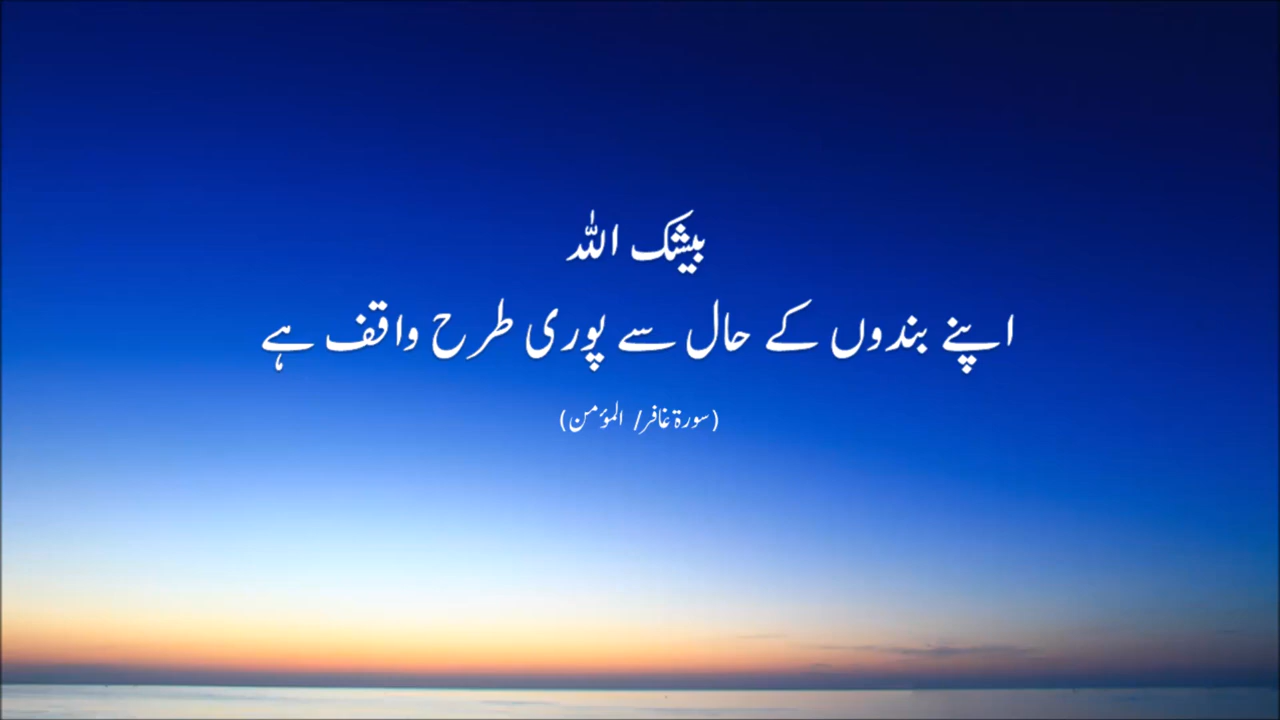 بیشک اللہ
اپنے بندوں کے حال سے پوری طرح واقف ہے
(سورۃ غافر/ المؤمن)